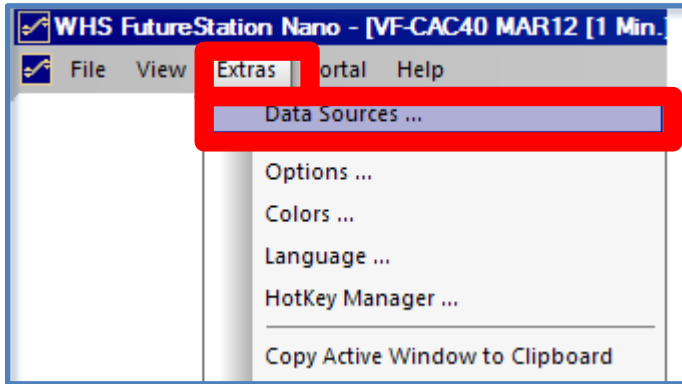 WHS FutureStation Nano - [VF-CAC40 MAR12 [1 Min.]
File View Extras ortal Help
Data Sources ...
Options ...
Colors ...
Language ...
HotKey Manager ...
Copy Active Window to Clipboard